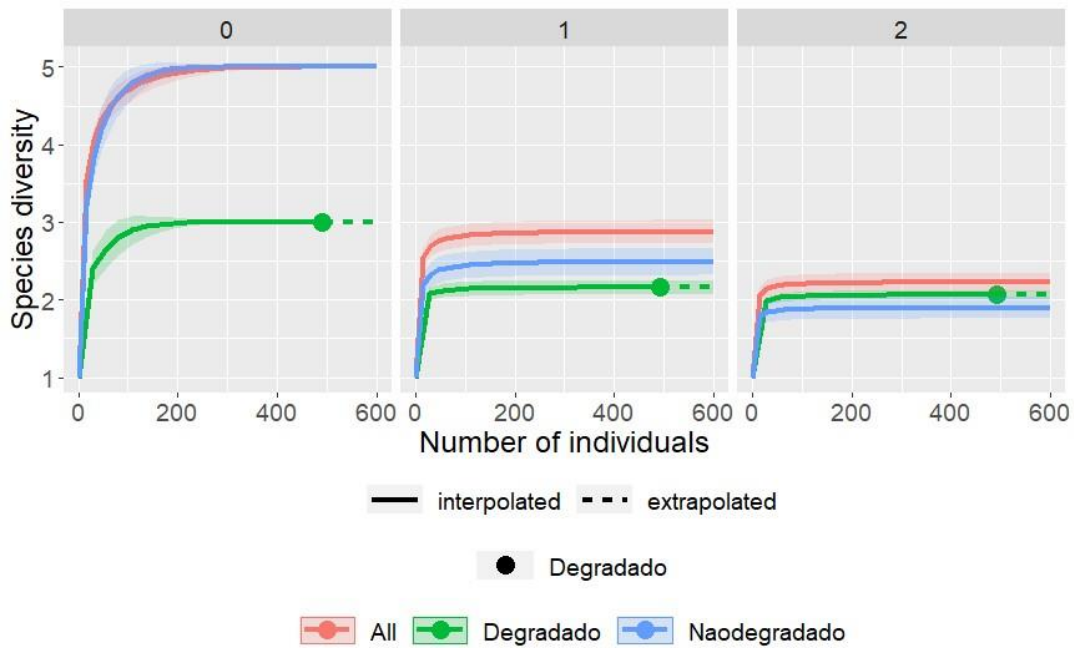 0 1 2
Species diversity
5
4
3
2
1
0 200 400 600 0 200 400 600 0 200 400 600
Number of individuals
interpolated extrapolated
Degradado
All Degradado Naodegradado